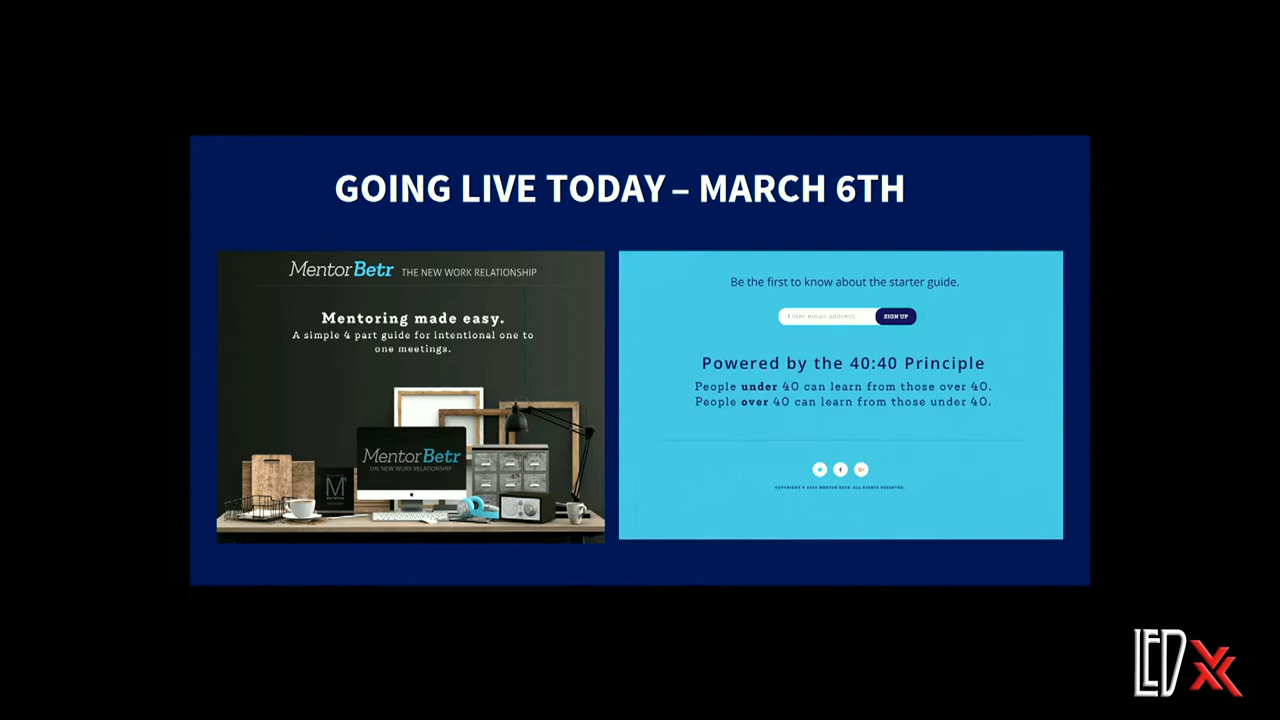 GOING LIVE TODAY – MARCH 6TH
MentorBetr THE NEW WORK RELATIONSHIP
Mentoring made easy.
A simple 4 part guide for intentional one to
one meetings.
MentorBetr
THE NEW WORK RELATIONSHIP
M
Be the first to know about the starter guide.
Enter email address SIGN UP
Powered by the 40:40 Principle
People under 40 can learn from those over 40.
People over 40 can learn from those under 40.
G+
LEDX